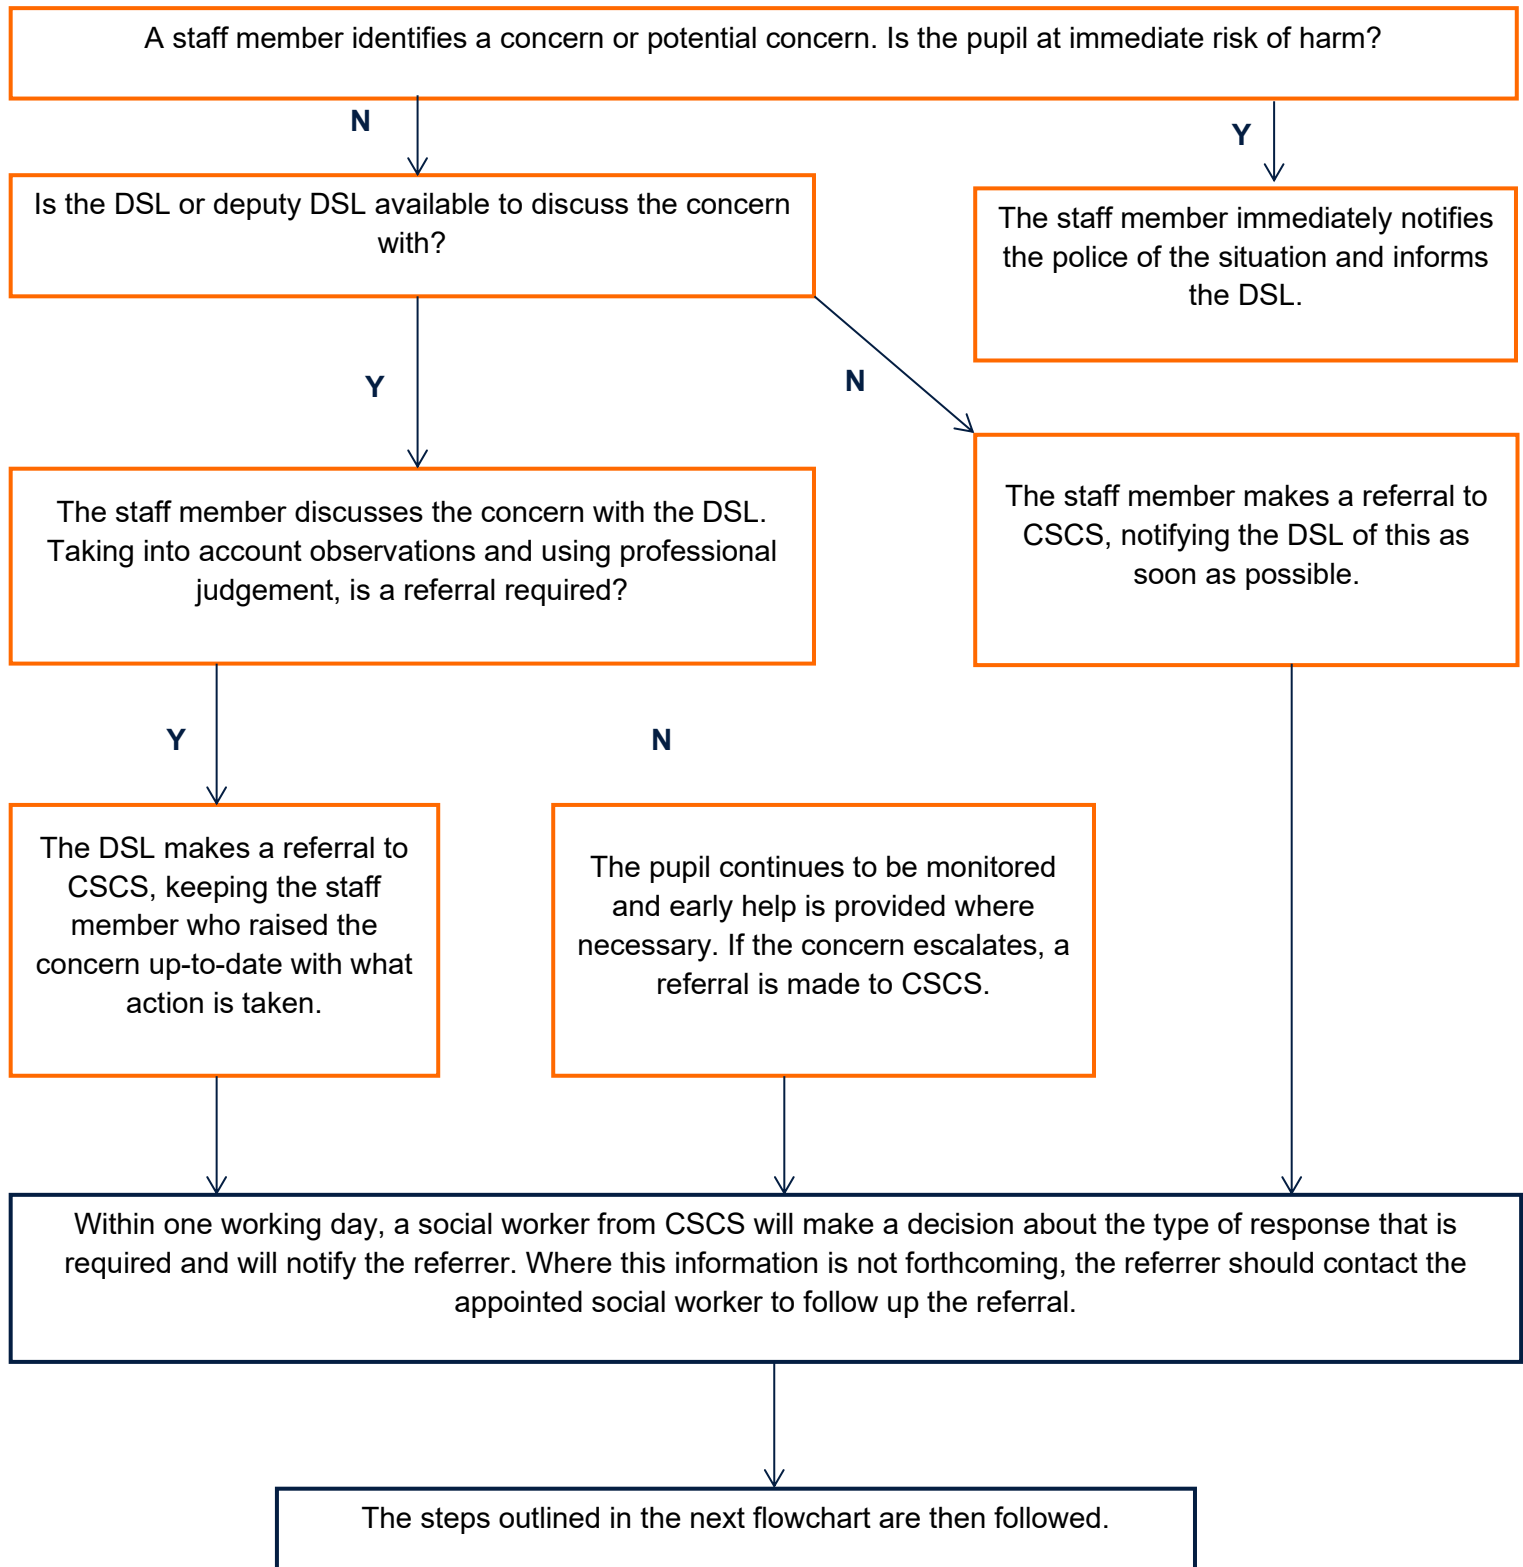 A staff member identifies a concern or potential concern. Is the pupil at immediate risk of harm?
N
Y
Is the DSL or deputy DSL available to discuss the concern
with?
The staff member immediately notifies
the police of the situation and informs
the DSL.
Y
N
The staff member discusses the concern with the DSL.
Taking into account observations and using professional
judgement, is a referral required?
The staff member makes a referral to
CSCS, notifying the DSL of this as
soon as possible.
Y
N
The DSL makes a referral to
CSCS, keeping the staff
member who raised the
concern up-to-date with what
action is taken.
The pupil continues to be monitored
and early help is provided where
necessary. If the concern escalates, a
referral is made to CSCS.
Within one working day, a social worker from CSCS will make a decision about the type of response that is
required and will notify the referrer. Where this information is not forthcoming, the referrer should contact the
appointed social worker to follow up the referral.
The steps outlined in the next flowchart are then followed.